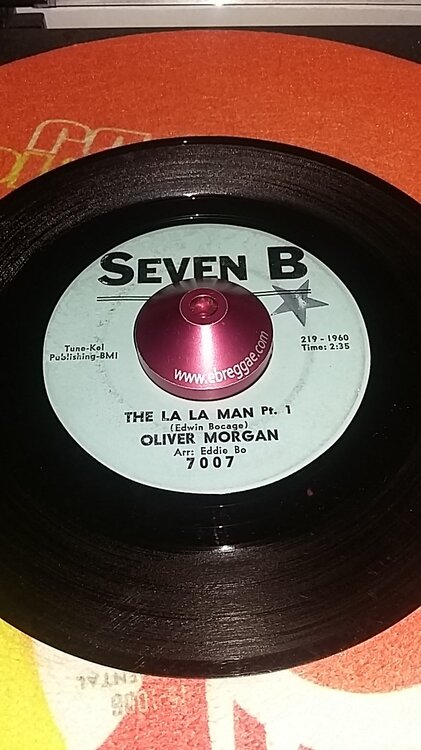 SEVEN B
Tune-Kel
Publishing-BMI
219 - 1960
Time: 2:35
www.ebreggae.com
THE LA LA MAN Pt. 1
(Edwin Bocage)
OLIVER MORGAN
Arr: Eddie Bo
7007